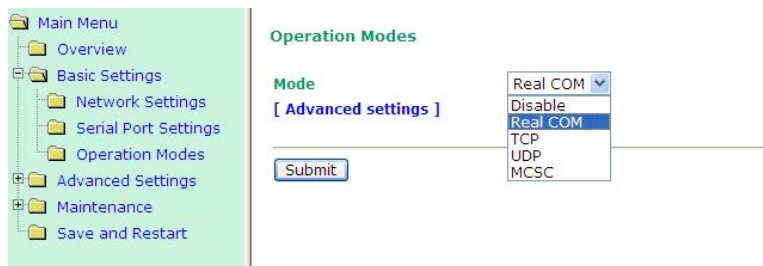 Main Menu
Overview
Basic Settings
Network Settings
Serial Port Settings
Operation Modes
Advanced Settings
Maintenance
Save and Restart
Operation Modes
Mode
Real COM
[ Advanced settings ]
Disable
Real COM
TCP
UDP
MCSC
Submit